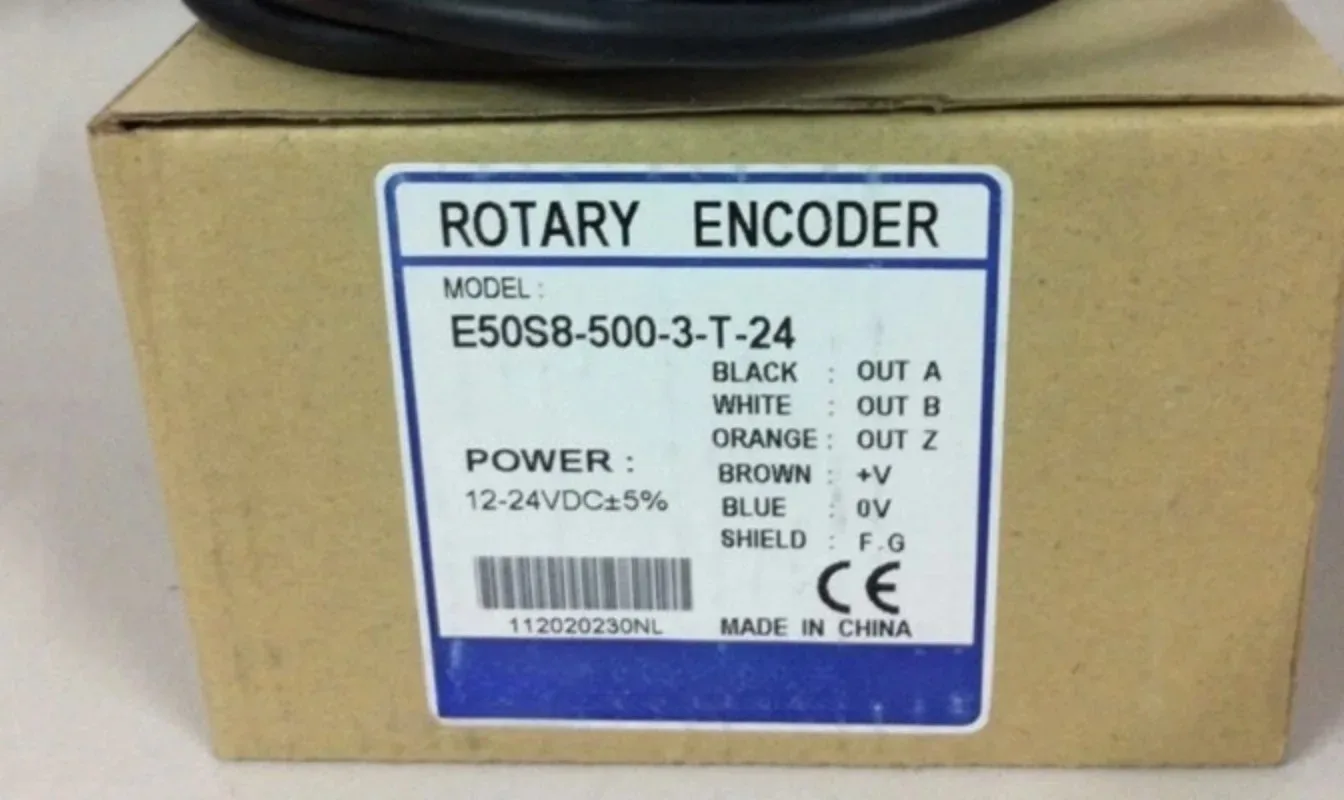 ROTARY ENCODER
MODEL :
E50S8-500-3-T-24
BLACK : OUT A
WHITE : OUT B
ORANGE : OUT Z
BROWN : +V
BLUE : 0V
SHIELD : F.G
POWER :
12-24VDC±5%
CE
112020230NL
MADE IN CHINA